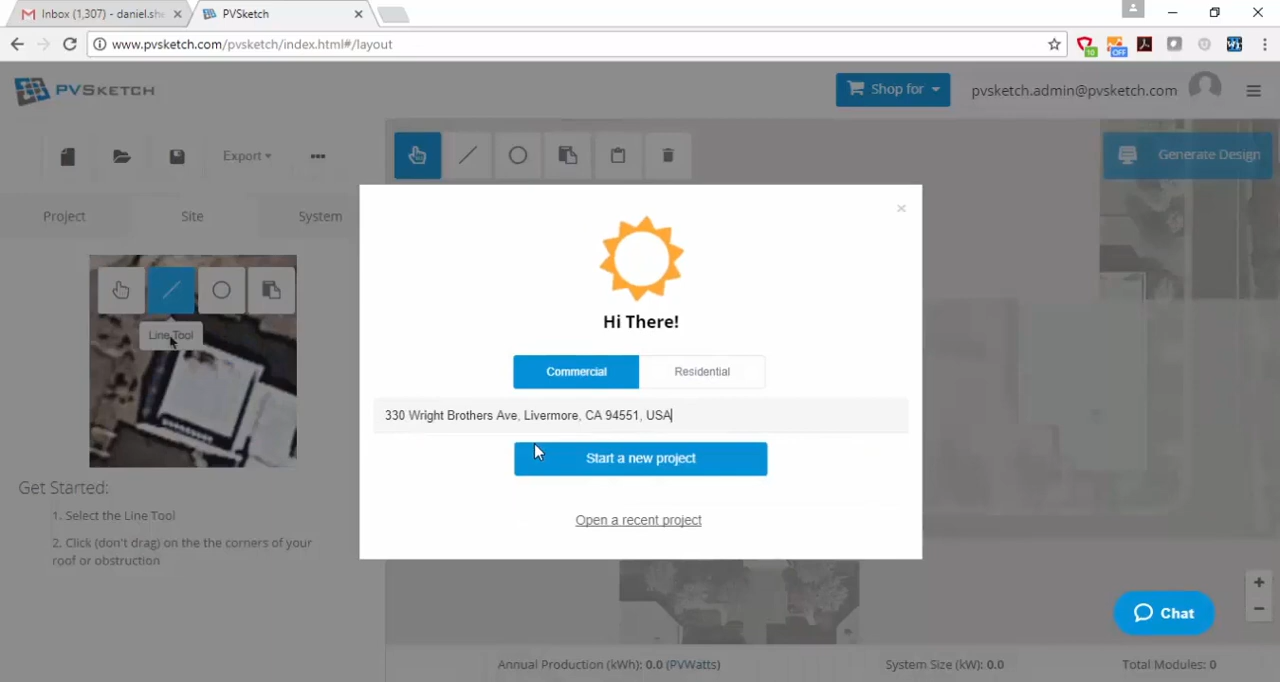 Inbox (1,307) - daniel.she
PVSketch
www.pvsketch.com/pvsketch/index.html#/layout
10
OFF
PVSKETCH
Shop for
pvsketch.admin@pvsketch.com
Export
Generate Design
Project
Site
System
Line Tool
Hi There!
Commercial
Residential
330 Wright Brothers Ave, Livermore, CA 94551, USA
Start a new project
Open a recent project
Get Started:
1. Select the Line Tool
2. Click (don't drag) on the the corners of your
roof or obstruction
+
−
Chat
Annual Production (kWh): 0.0 (PVWatts)
System Size (kW): 0.0
Total Modules: 0